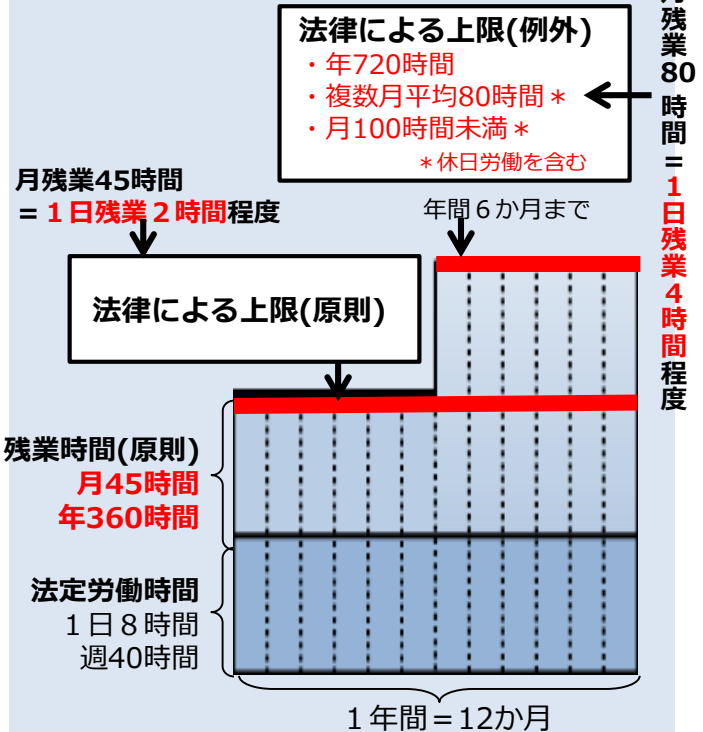 法律による上限(例外)
・年720時間
・複数月平均80時間＊
・月100時間未満＊
＊休日労働を含む
月残業80時間＝1日残業4時間程度
月残業45時間
＝１日残業２時間程度
年間６か月まで
法律による上限(原則)
残業時間(原則)
月45時間
年360時間
法定労働時間
１日８時間
週40時間
１年間＝12か月